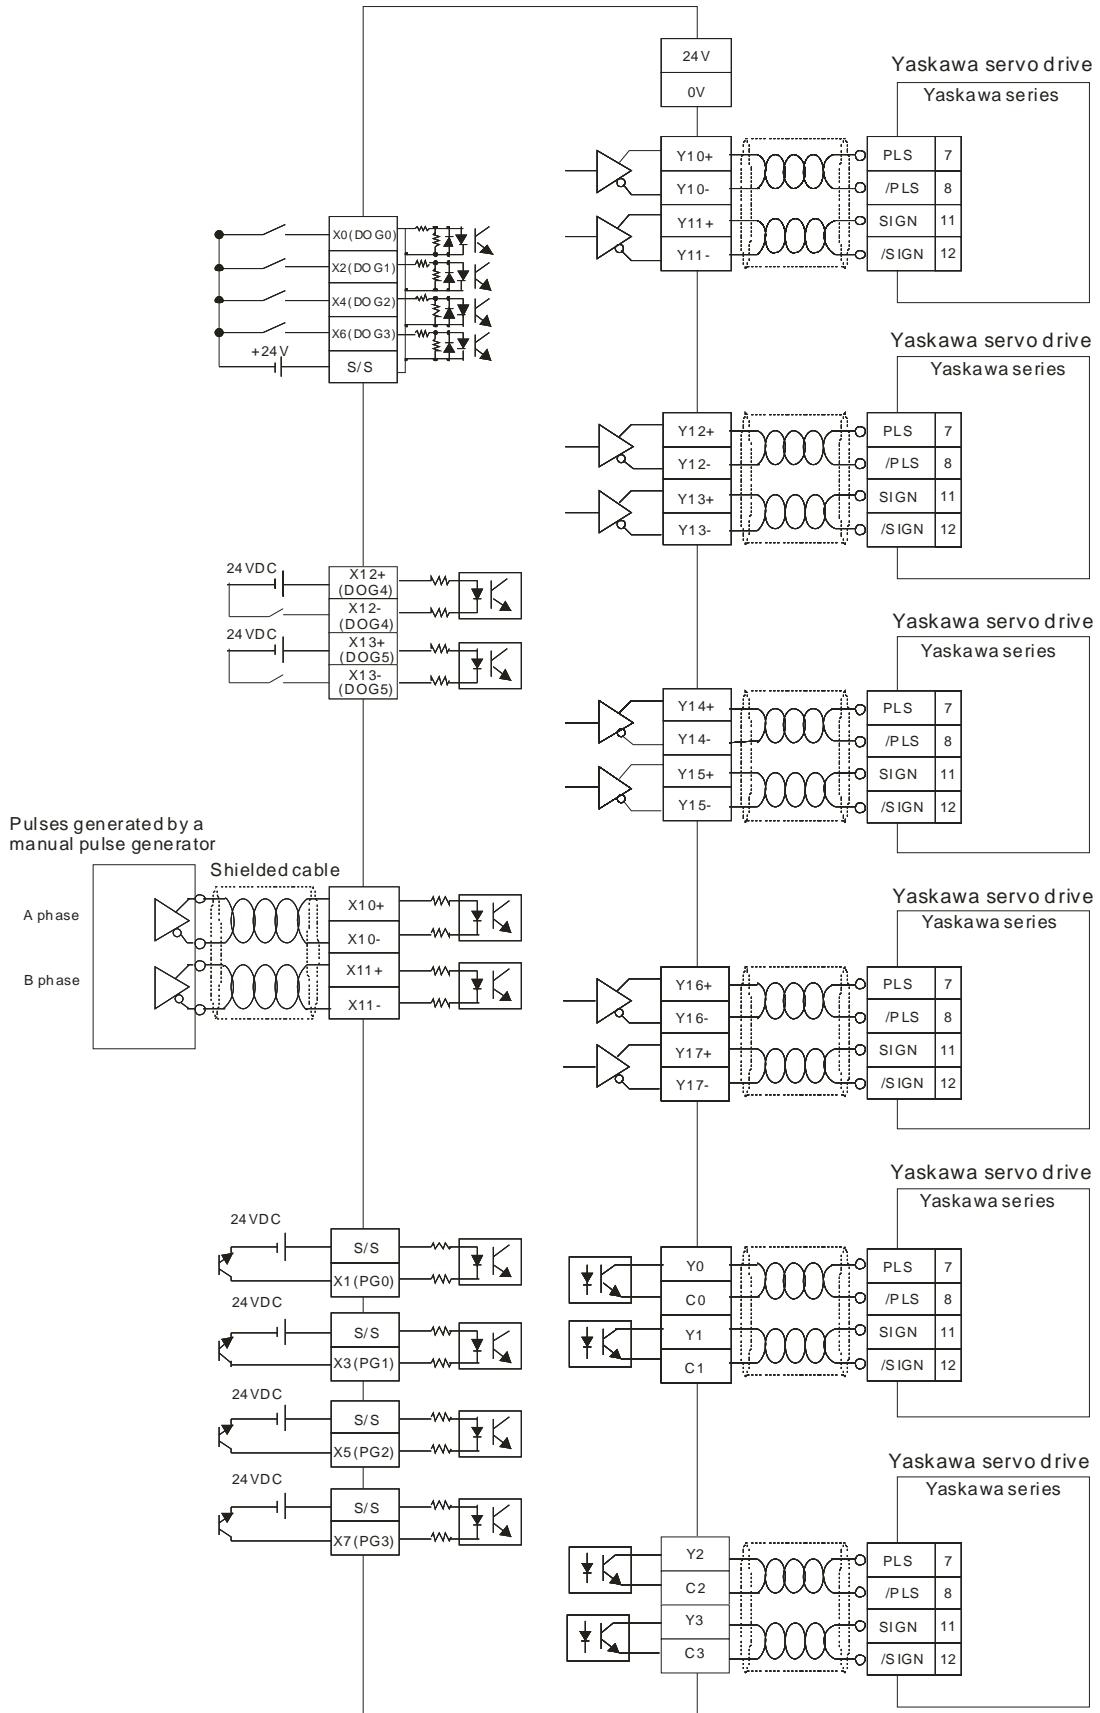 24V
0V
Yaskawa servo drive
Yaskawa series
Y10+
Y10-
Y11+
Y11-
PLS 7
/PLS 8
SIGN 11
/SIGN 12
X0(DOG0)
X2(DOG1)
X4(DOG2)
X6(DOG3)
+24V
S/S
Yaskawa servo drive
Yaskawa series
Y12+
Y12-
Y13+
Y13-
PLS 7
/PLS 8
SIGN 11
/SIGN 12
24VDC
X12+
(DOG4)
X12-
(DOG4)
24VDC
X13+
(DOG5)
X13-
(DOG5)
Yaskawa servo drive
Yaskawa series
Y14+
Y14-
Y15+
Y15-
PLS 7
/PLS 8
SIGN 11
/SIGN 12
Pulses generated by a
manual pulse generator
Shielded cable
A phase
B phase
X10+
X10-
X11+
X11-
Yaskawa servo drive
Yaskawa series
Y16+
Y16-
Y17+
Y17-
PLS 7
/PLS 8
SIGN 11
/SIGN 12
24VDC
S/S
X1(PG0)
24VDC
S/S
X3(PG1)
24VDC
S/S
X5(PG2)
24VDC
S/S
X7(PG3)
Yaskawa servo drive
Yaskawa series
Y0
C0
Y1
C1
PLS 7
/PLS 8
SIGN 11
/SIGN 12
Yaskawa servo drive
Yaskawa series
Y2
C2
Y3
C3
PLS 7
/PLS 8
SIGN 11
/SIGN 12